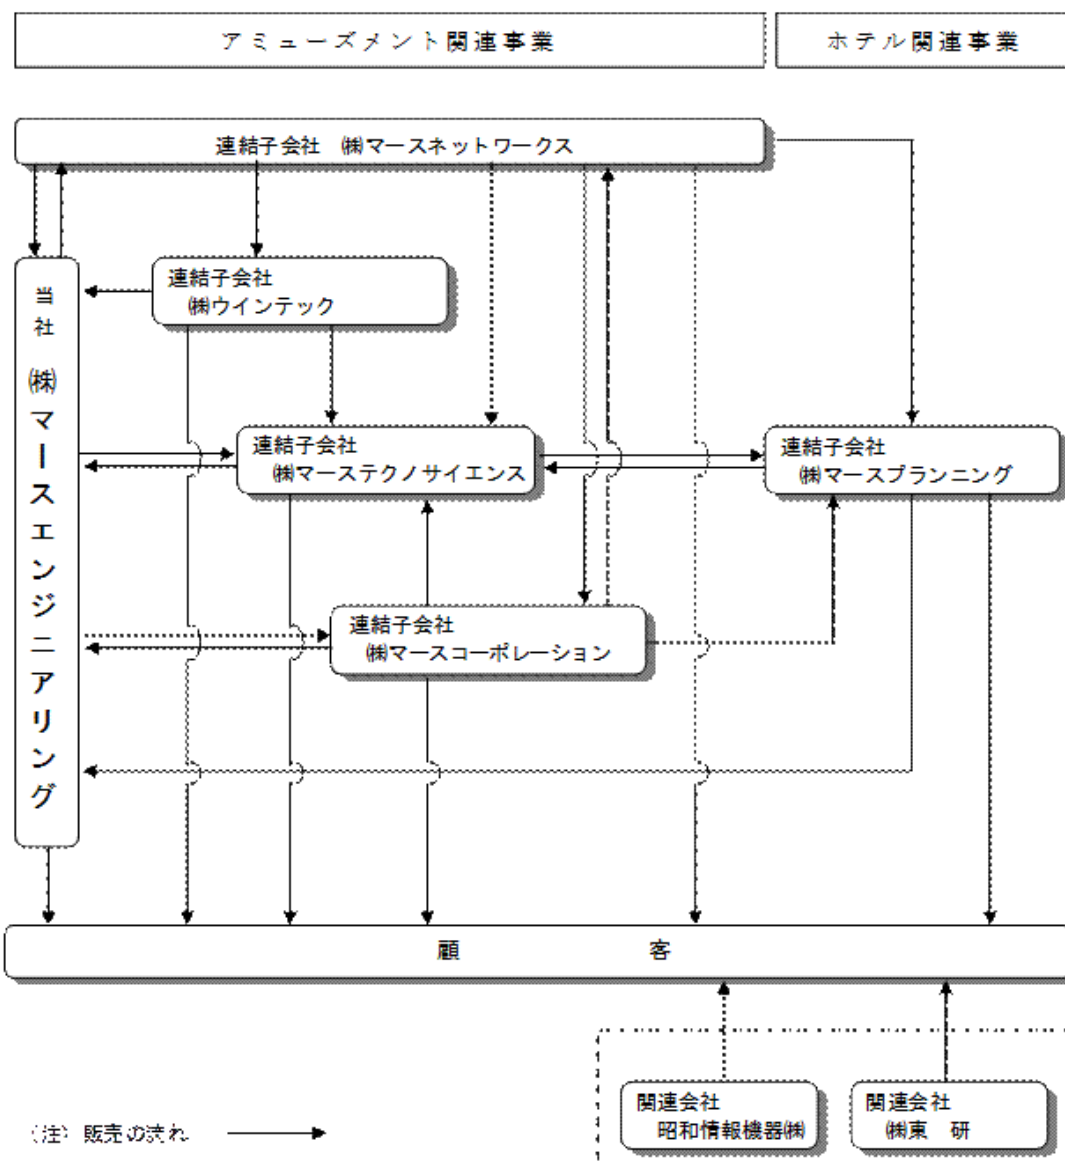 アミューズメント関連事業
ホテル関連事業
連結子会社 ㈱マースネットワークス
当社 ㈱マースエンジニアリング
連結子会社
㈱ウインテック
連結子会社
㈱マーステクノサイエンス
連結子会社
㈱マースプランニング
連結子会社
㈱マースコーポレーション
顧客
関連会社
昭和情報機器㈱
関連会社
㈱東 研
(注) 販売の流れ